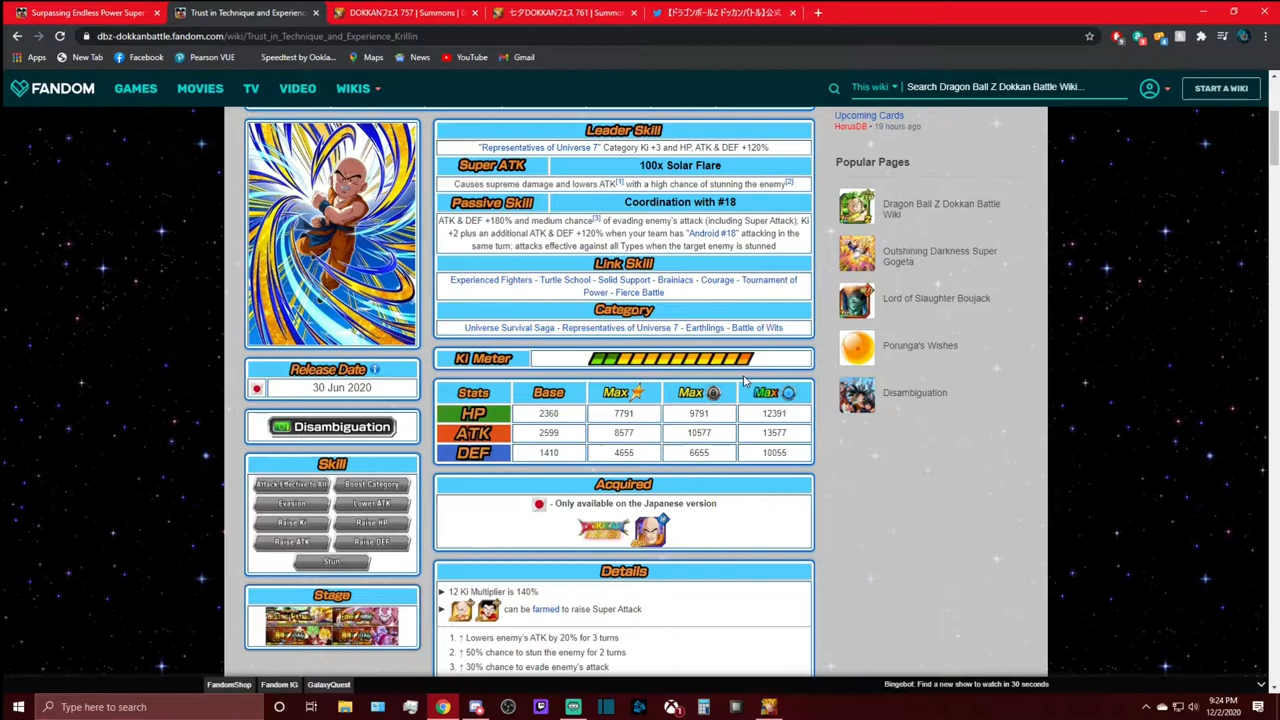 Surpassing Endless Power Super
Trust in Technique and Experienc
DOKKANフェス 757 | Summons | D
七夕DOKKANフェス 761 | Summon
【ドラゴンボールZ ドッカンバトル】公式
dbz-dokkanbattle.fandom.com/wiki/Trust_in_Technique_and_Experience_Krillin
Apps
New Tab
Facebook
Pearson VUE
Speedtest by Ookla...
Maps
News
YouTube
Gmail
FANDOM
GAMES
MOVIES
TV
VIDEO
WIKIS
This wiki
Search Dragon Ball Z Dokkan Battle Wiki...
START A WIKI
Upcoming Cards
HorusDB • 19 hours ago
Popular Pages
Dragon Ball Z Dokkan Battle
Wiki
Outshining Darkness Super
Gogeta
Lord of Slaughter Boujack
Porunga's Wishes
Disambiguation
Leader Skill
"Representatives of Universe 7" Category Ki +3 and HP, ATK & DEF +120%
Super ATK
100x Solar Flare
Causes supreme damage and lowers ATK[1] with a high chance of stunning the enemy[2]
Passive Skill
Coordination with #18
ATK & DEF +180% and medium chance[3] of evading enemy's attack (including Super Attack); Ki
+2 plus an additional ATK & DEF +120% when your team has "Android #18" attacking in the
same turn; attacks effective against all Types when the target enemy is stunned
Link Skill
Experienced Fighters - Turtle School - Solid Support - Brainiacs - Courage - Tournament of
Power - Fierce Battle
Category
Universe Survival Saga - Representatives of Universe 7 - Earthlings - Battle of Wits
Ki Meter
Release Date
30 Jun 2020
Disambiguation
Skill
Attack Effective to All
Boost Category
Evasion
Lower ATK
Raise Ki
Raise HP
Raise ATK
Raise DEF
Stun
Stage
Stats Base Max Max Max
HP 2360 7791 9791 12391
ATK 2599 8577 10577 13577
DEF 1410 4655 6655 10055
Acquired
- Only available on the Japanese version
Details
► 12 Ki Multiplier is 140%
► can be farmed to raise Super Attack
1. ↑ Lowers enemy's ATK by 20% for 3 turns
2. ↑ 50% chance to stun the enemy for 2 turns
3. ↑ 30% chance to evade enemy's attack
FandomShop
Fandom IG
GalaxyQuest
Bingebot: Find a new show to watch in 30 seconds
Type here to search
9:24 PM
12/2/2020